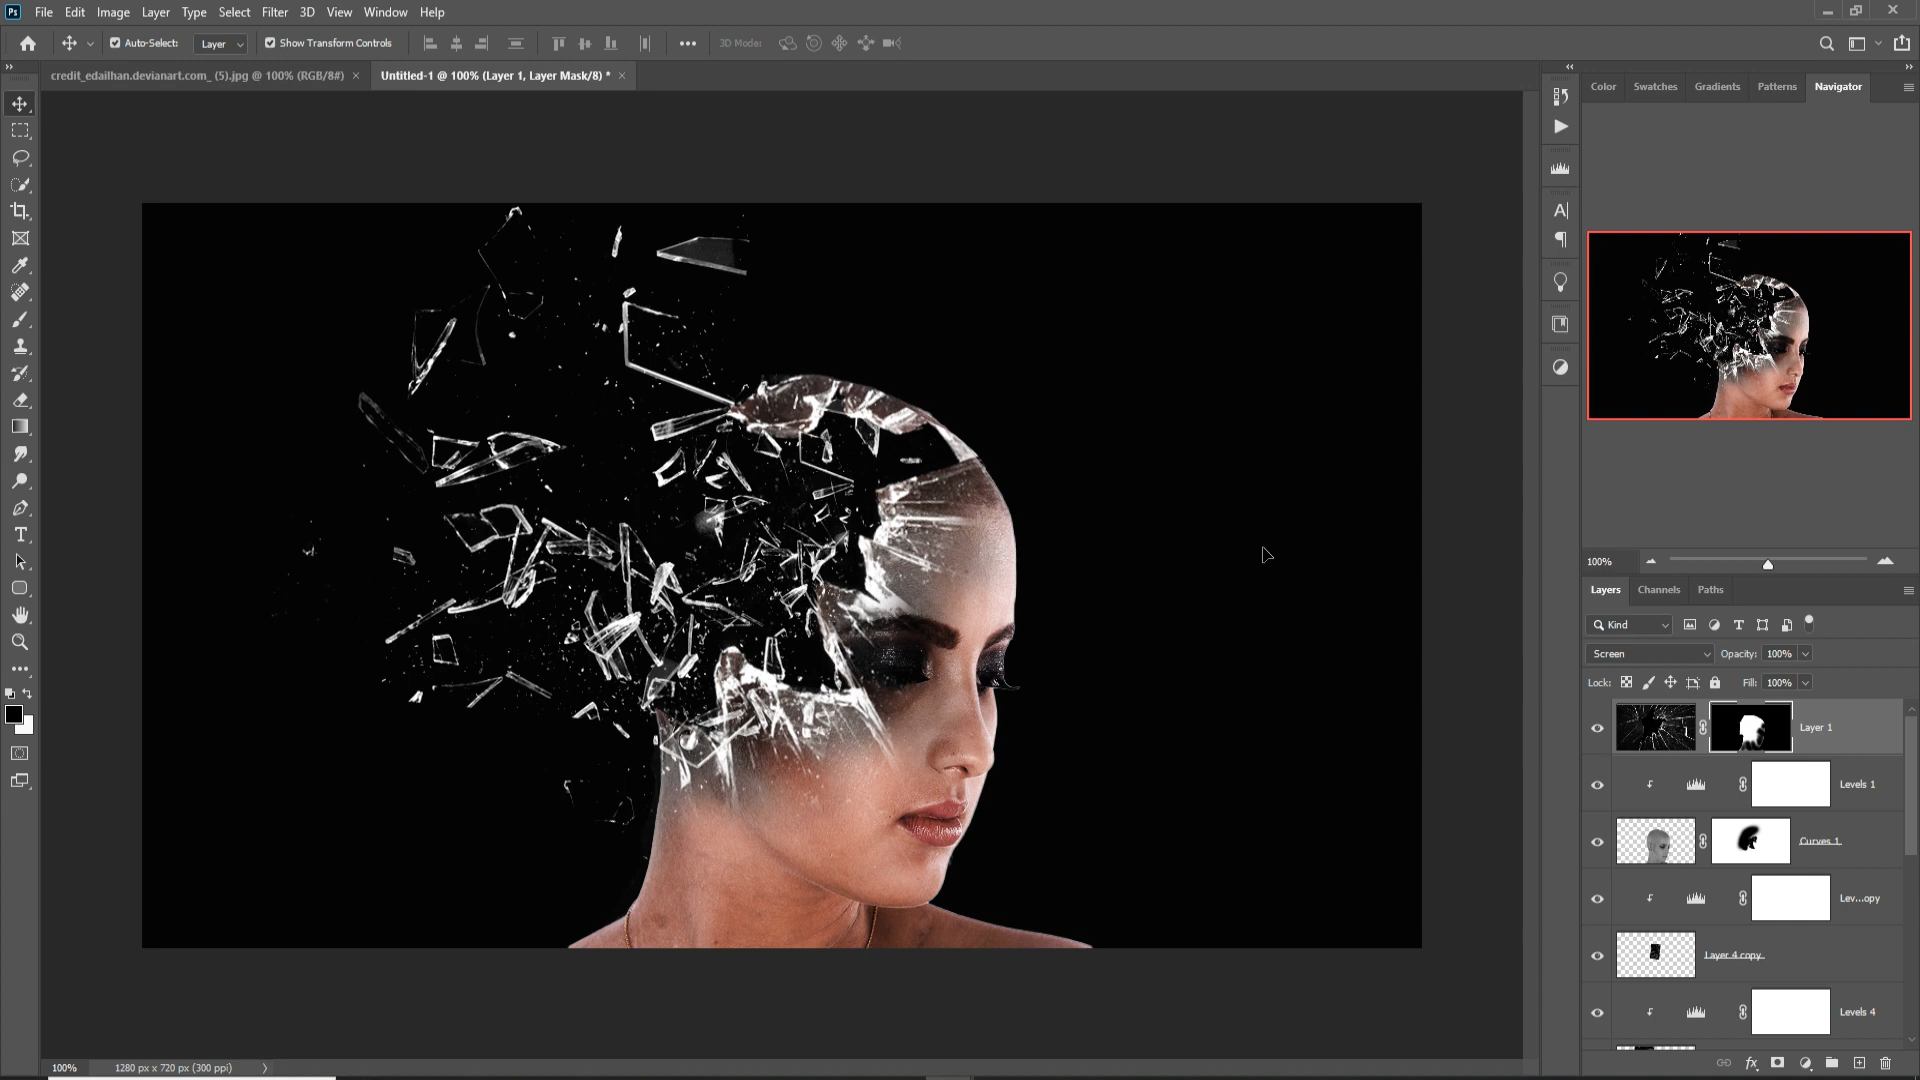 Ps File Edit Image Layer Type Select Filter 3D View Window Help
Auto-Select: Layer Show Transform Controls 3D Mode:
credit_edailhan.devianart.com_ (5).jpg @ 100% (RGB/8#) × Untitled-1 @ 100% (Layer 1, Layer Mask/8) * ×
Color Swatches Gradients Patterns Navigator
100%
Layers Channels Paths
Kind
Screen Opacity: 100%
Lock: Fill: 100%
Layer 1
Levels 1
Curves 1
Lev...opy
Layer 4 copy
Levels 4
100% 1280 px x 720 px (300 ppi)